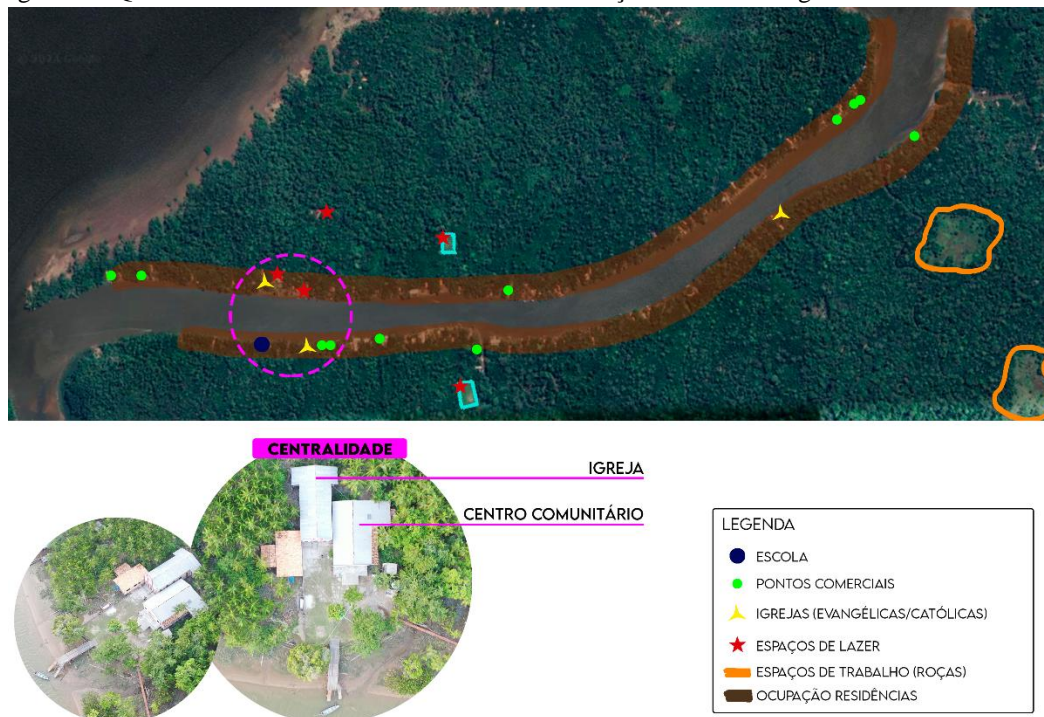 CENTRALIDADE
IGREJA
CENTRO COMUNITÁRIO
LEGENDA
ESCOLA
PONTOS COMERCIAIS
IGREJAS (EVANGÉLICAS/CATÓLICAS)
ESPAÇOS DE LAZER
ESPAÇOS DE TRABALHO (ROÇAS)
OCUPAÇÃO RESIDÊNCIAS